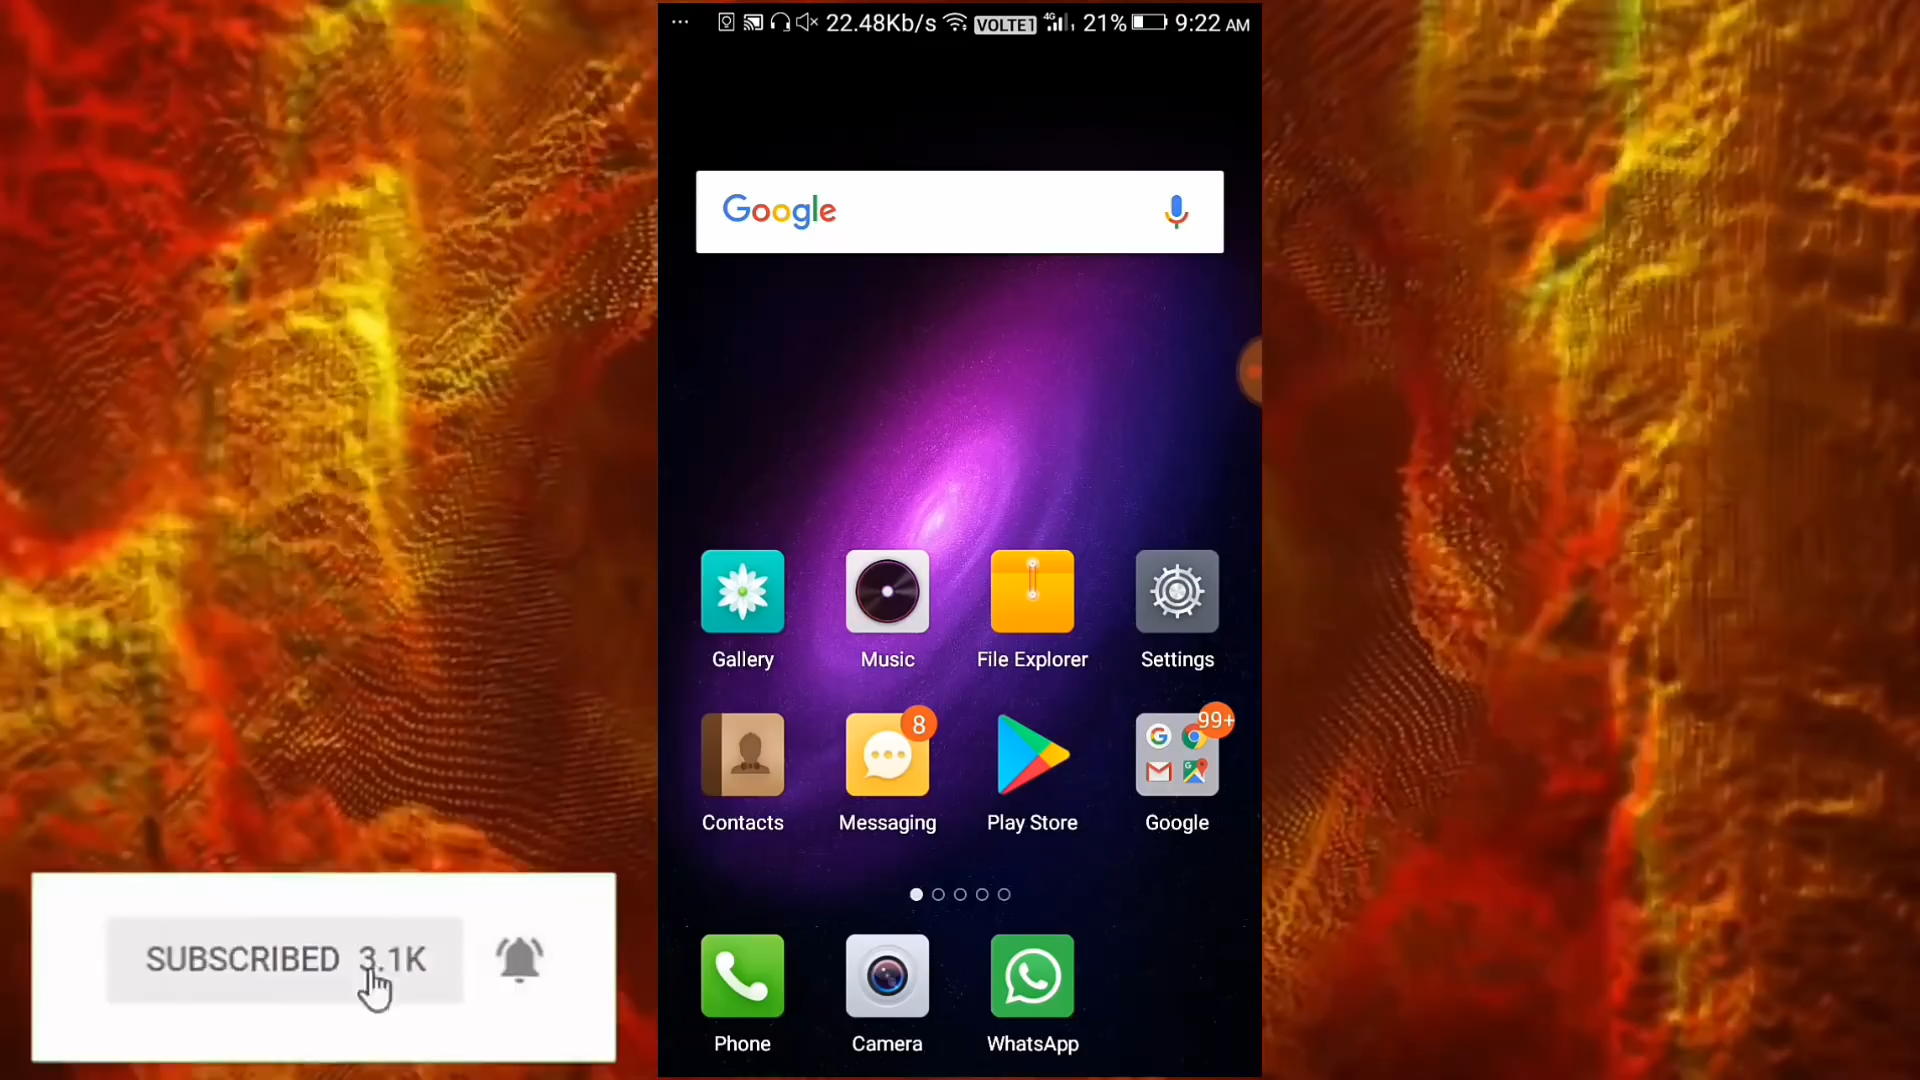 ... 22.48Kb/s VOLTE1 4G 21% 9:22 AM
Google
Gallery Music File Explorer Settings
8 99+
Contacts Messaging Play Store Google
SUBSCRIBED 3.1K
Phone Camera WhatsApp